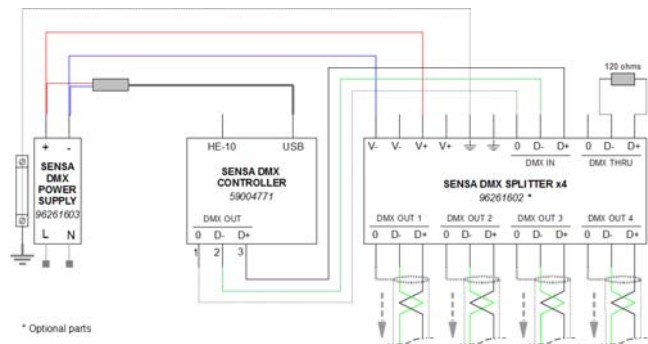 120 ohms
+ -
SENSA
DMX
POWER
SUPPLY
96261603
L N
HE-10 USB
SENSA DMX
CONTROLLER
59004771
DMX OUT
0 D- D+
1 2 3
V- V- V+ V+ 0 D- D+ 0 D- D+
DMX IN DMX THRU
SENSA DMX SPLITTER x4
96261602 *
DMX OUT 1 DMX OUT 2 DMX OUT 3 DMX OUT 4
0 D- D+ 0 D- D+ 0 D- D+ 0 D- D+
* Optional parts